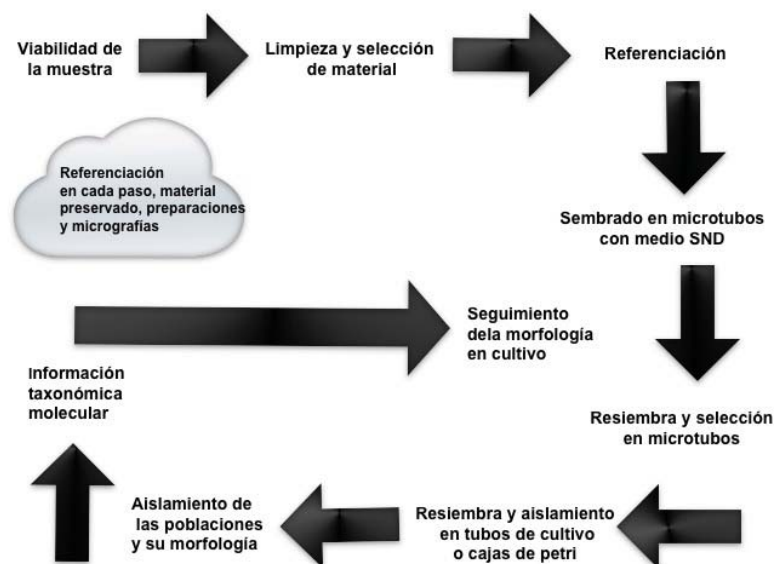 Viabilidad de
la muestra
Limpieza y selección
de material
Referenciación
Referenciación
en cada paso, material
preservado, preparaciones
y micrografías
Sembrado en microtubos
con medio SND
Seguimiento
dela morfología
en cultivo
Información
taxonómica
molecular
Resiembra y selección
en microtubos
Resiembra y aislamiento
en tubos de cultivo
o cajas de petri
Aislamiento de
las poblaciones
y su morfología